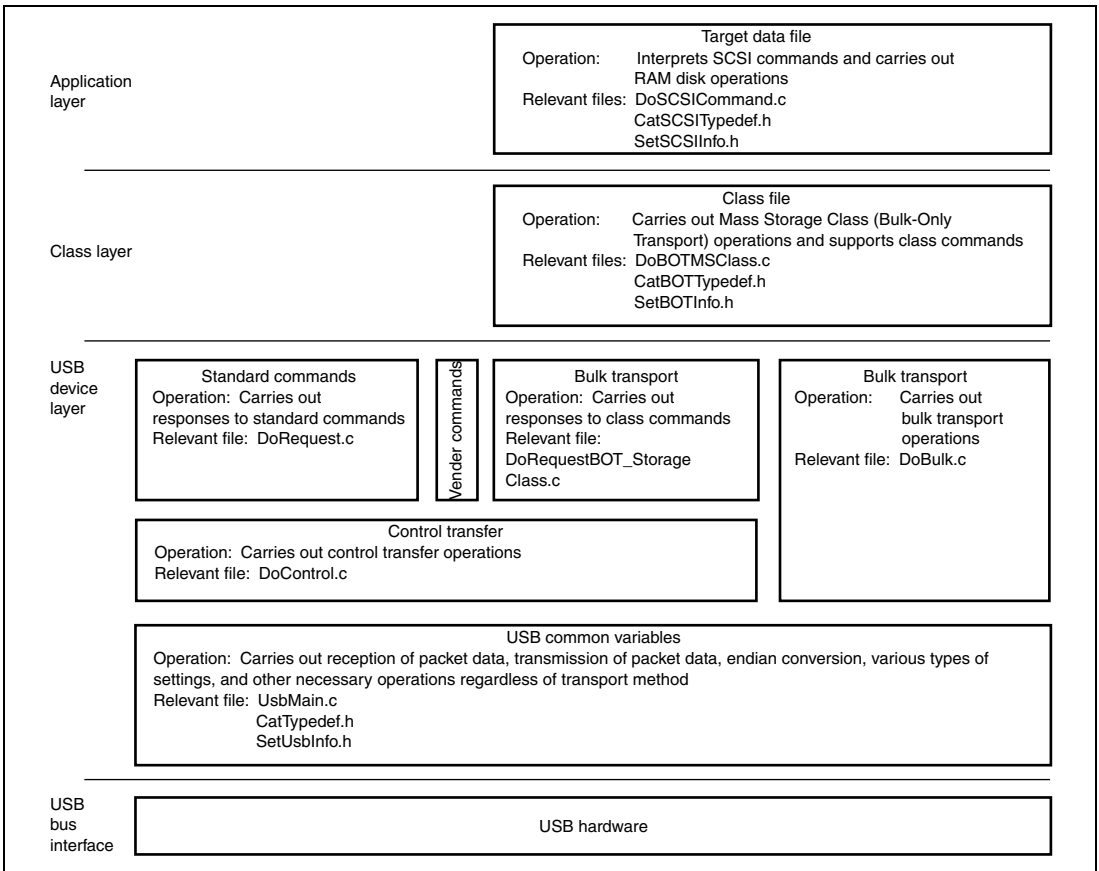 Application
layer
Target data file
Operation: Interprets SCSI commands and carries out
RAM disk operations
Relevant files: DoSCSICommand.c
CatSCSITypedef.h
SetSCSIInfo.h
Class layer
Class file
Operation: Carries out Mass Storage Class (Bulk-Only
Transport) operations and supports class commands
Relevant files: DoBOTMSClass.c
CatBOTTypedef.h
SetBOTInfo.h
USB
device
layer
Standard commands
Operation: Carries out
responses to standard commands
Relevant file: DoRequest.c
Vender commands
Bulk transport
Operation: Carries out
responses to class commands
Relevant file:
DoRequestBOT_Storage
Class.c
Bulk transport
Operation: Carries out
bulk transport
operations
Relevant file: DoBulk.c
Control transfer
Operation: Carries out control transfer operations
Relevant file: DoControl.c
USB common variables
Operation: Carries out reception of packet data, transmission of packet data, endian conversion, various types of
settings, and other necessary operations regardless of transport method
Relevant file: UsbMain.c
CatTypedef.h
SetUsbInfo.h
USB
bus
interface
USB hardware